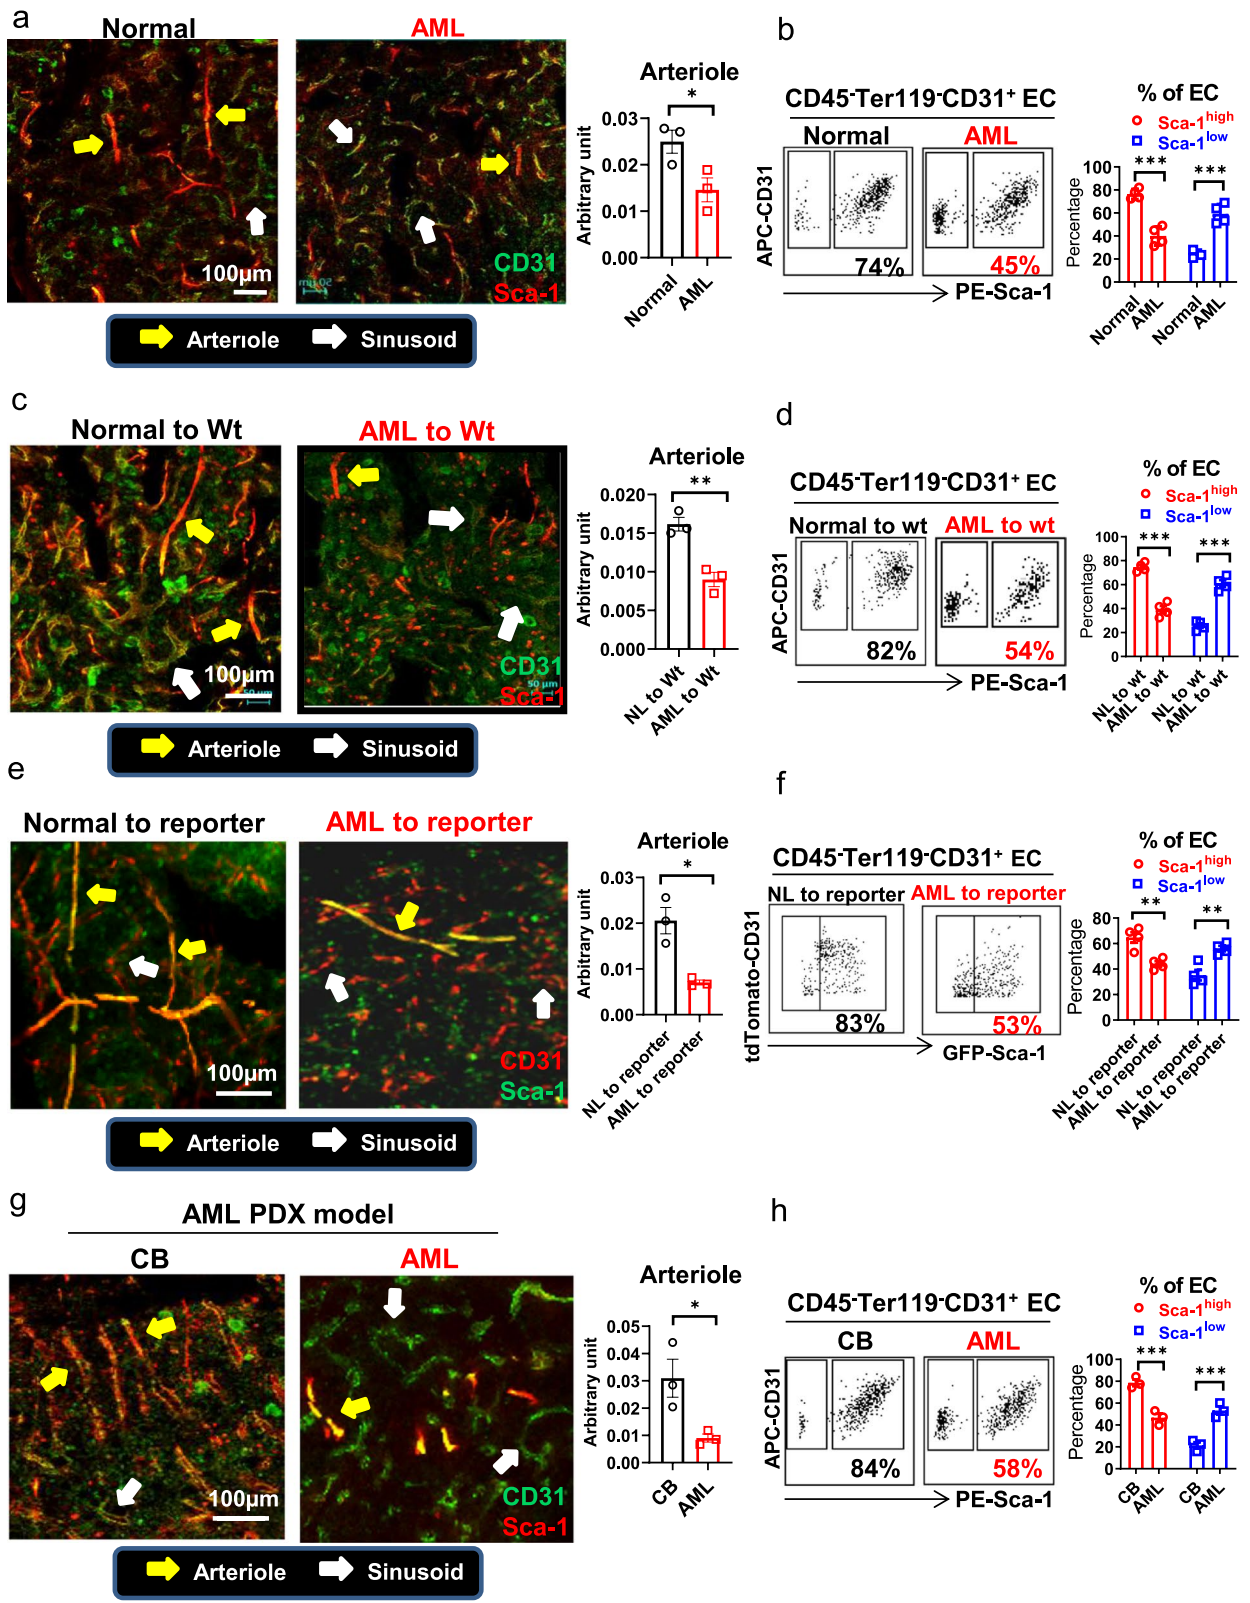 a
Normal
AML
CD31
Sca-1
100µm
50 µm
Arteriole
*
Arbitrary unit
0.03
0.02
0.01
0.00
Normal
AML
Arteriole
Sinusoid
b
CD45-Ter119-CD31+ EC
Normal
AML
APC-CD31
74%
45%
PE-Sca-1
% of EC
Sca-1high
Sca-1low
***
***
Percentage
100
80
60
40
20
0
Normal
AML
Normal
AML
c
Normal to Wt
AML to Wt
100µm
50 µm
CD31
Sca-1
50 µm
Arteriole
**
Arbitrary unit
0.020
0.015
0.010
0.005
0.000
NL to Wt
AML to Wt
Arteriole
Sinusoid
d
CD45-Ter119-CD31+ EC
Normal to wt
AML to wt
APC-CD31
82%
54%
PE-Sca-1
% of EC
Sca-1high
Sca-1low
***
***
Percentage
100
80
60
40
20
0
NL to wt
AML to wt
NL to wt
AML to wt
e
Normal to reporter
AML to reporter
100µm
CD31
Sca-1
Arteriole
*
Arbitrary unit
0.03
0.02
0.01
0.00
NL to reporter
AML to reporter
Arteriole
Sinusoid
f
CD45-Ter119-CD31+ EC
NL to reporter
AML to reporter
tdTomato-CD31
83%
53%
GFP-Sca-1
% of EC
Sca-1high
Sca-1low
**
**
Percentage
80
60
40
20
0
NL to reporter
AML to reporter
NL to reporter
AML to reporter
g
AML PDX model
CB
AML
100µm
CD31
Sca-1
Arteriole
*
Arbitrary unit
0.05
0.04
0.03
0.02
0.01
0.00
CB
AML
Arteriole
Sinusoid
h
CD45-Ter119-CD31+ EC
CB
AML
APC-CD31
84%
58%
PE-Sca-1
% of EC
Sca-1high
Sca-1low
***
***
Percentage
100
80
60
40
20
0
CB
AML
CB
AML